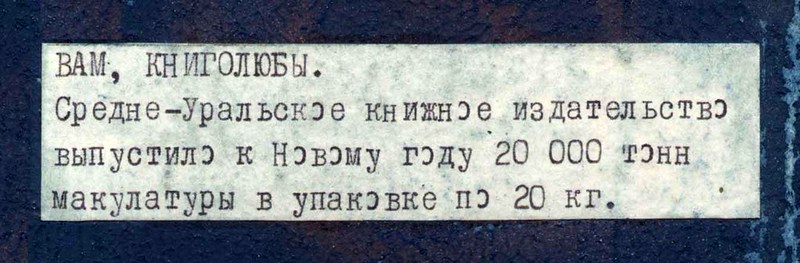 ВАМ, КНИГОЛЮБЫ.
Средне-Уральское книжное издательство
выпустило к Новому году 20 000 тонн
макулатуры в упаковке по 20 кг.